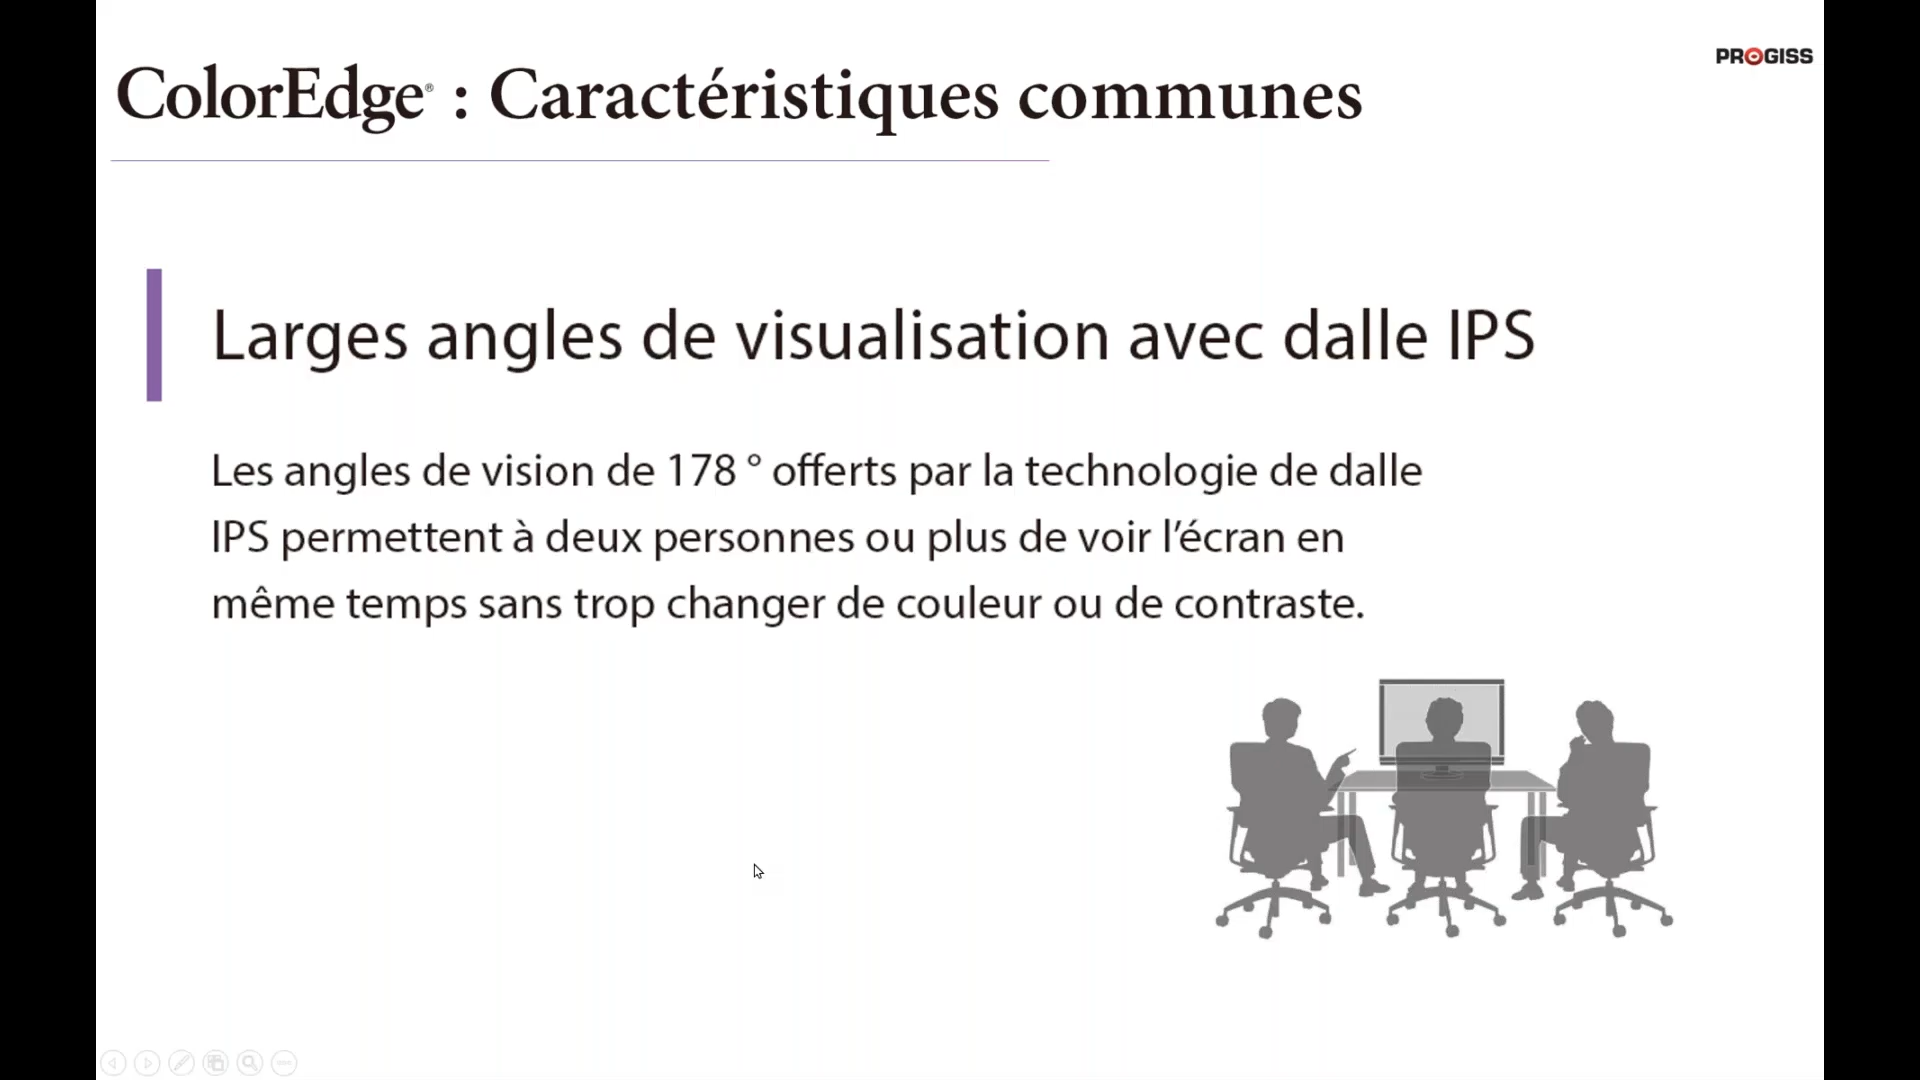 ColorEdge® : Caractéristiques communes
PROGISS
Larges angles de visualisation avec dalle IPS
Les angles de vision de 178 ° offerts par la technologie de dalle
IPS permettent à deux personnes ou plus de voir l’écran en
même temps sans trop changer de couleur ou de contraste.